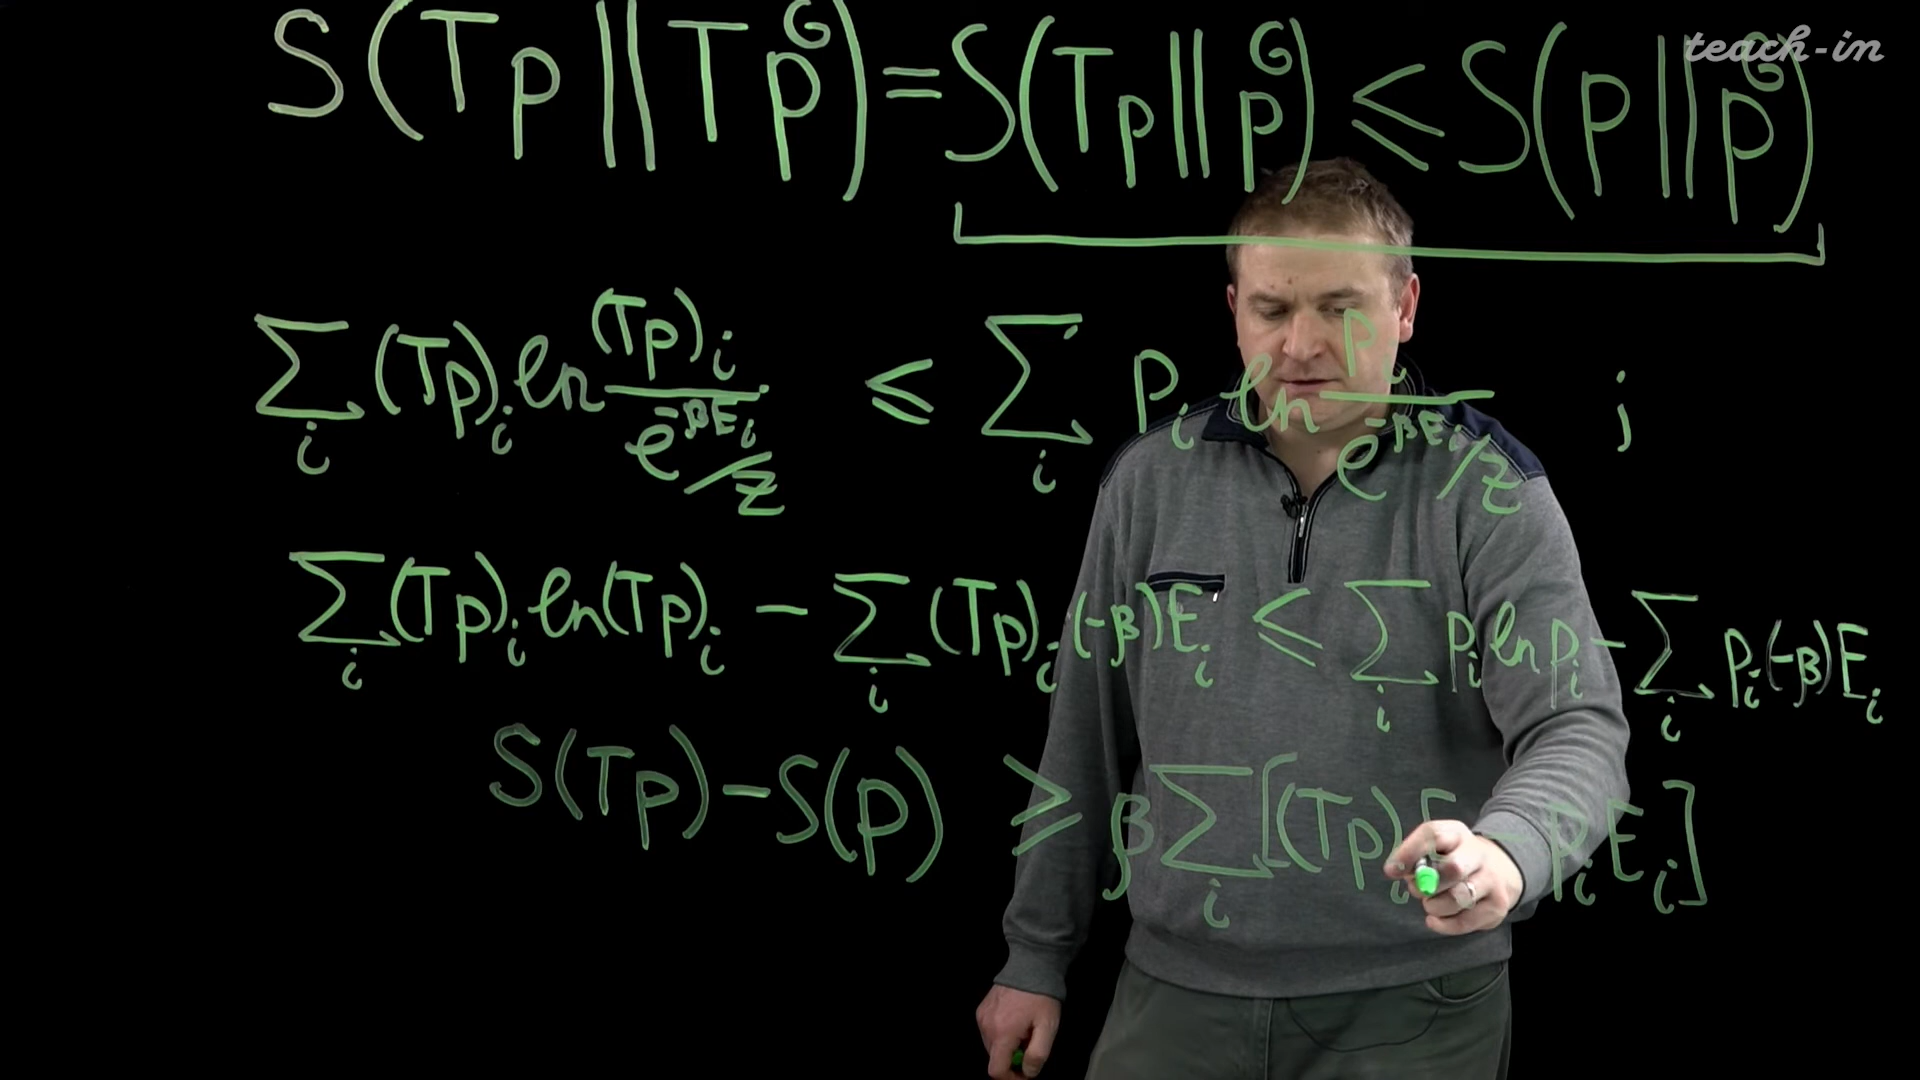 teach-in
S(Tp||Tp^G) = S(Tp||p^G) ≤ S(p||p^G)
∑_i (Tp)_i ln (Tp)_i / (e^{-βE_i}/Z) ≤ ∑_i p_i ln p_i / (e^{-βE_i}/Z) ;
∑_i (Tp)_i ln(Tp)_i - ∑_i (Tp)_i (-β)E_i ≤ ∑_i p_i ln p_i - ∑_i p_i (-β)E_i
S(Tp) - S(p) ≥ β∑_i [(Tp)_i E_i - p_i E_i]